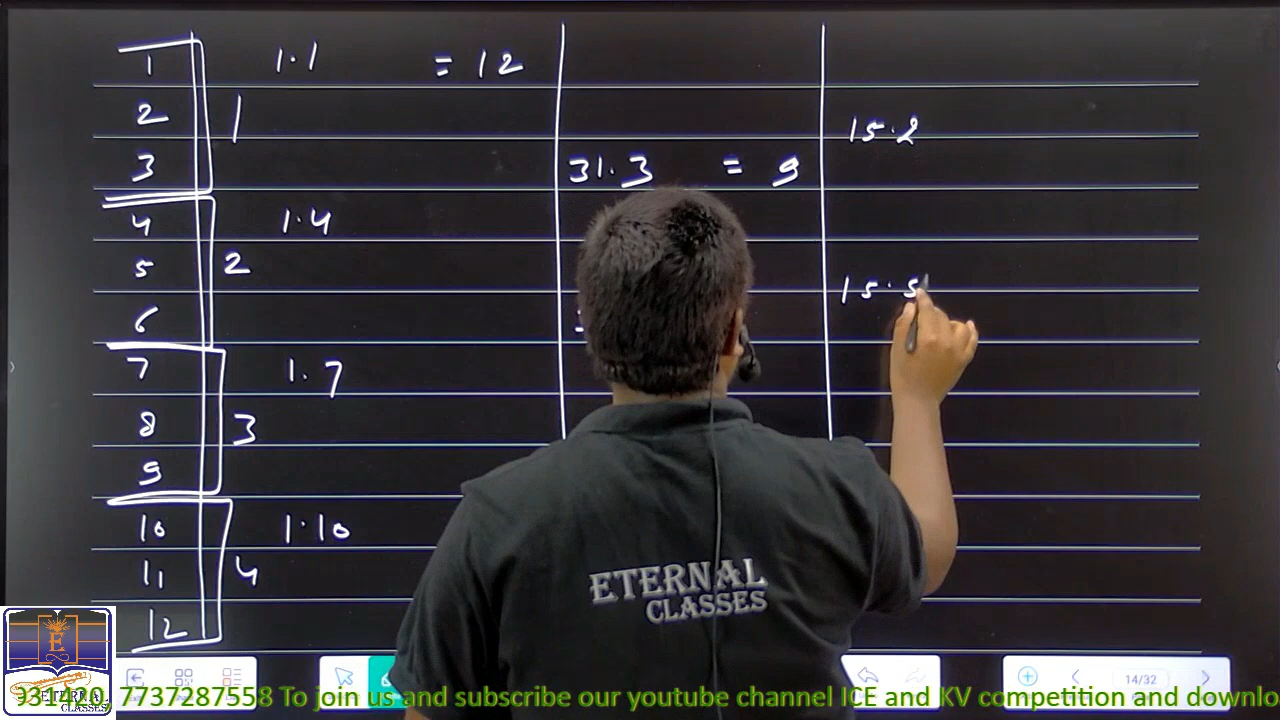 1 1.1 = 12
2 1 15.2
3 31.3 = 9
4 1.4
5 2 15.5
6
7 1.7
8 3
9
10 1.10
11 4
12
ETERNAL
CLASSES
E
ETERNAL
CLASSES
14/32
7737287558 To join us and subscribe our youtube channel ICE and KV competition and downlo